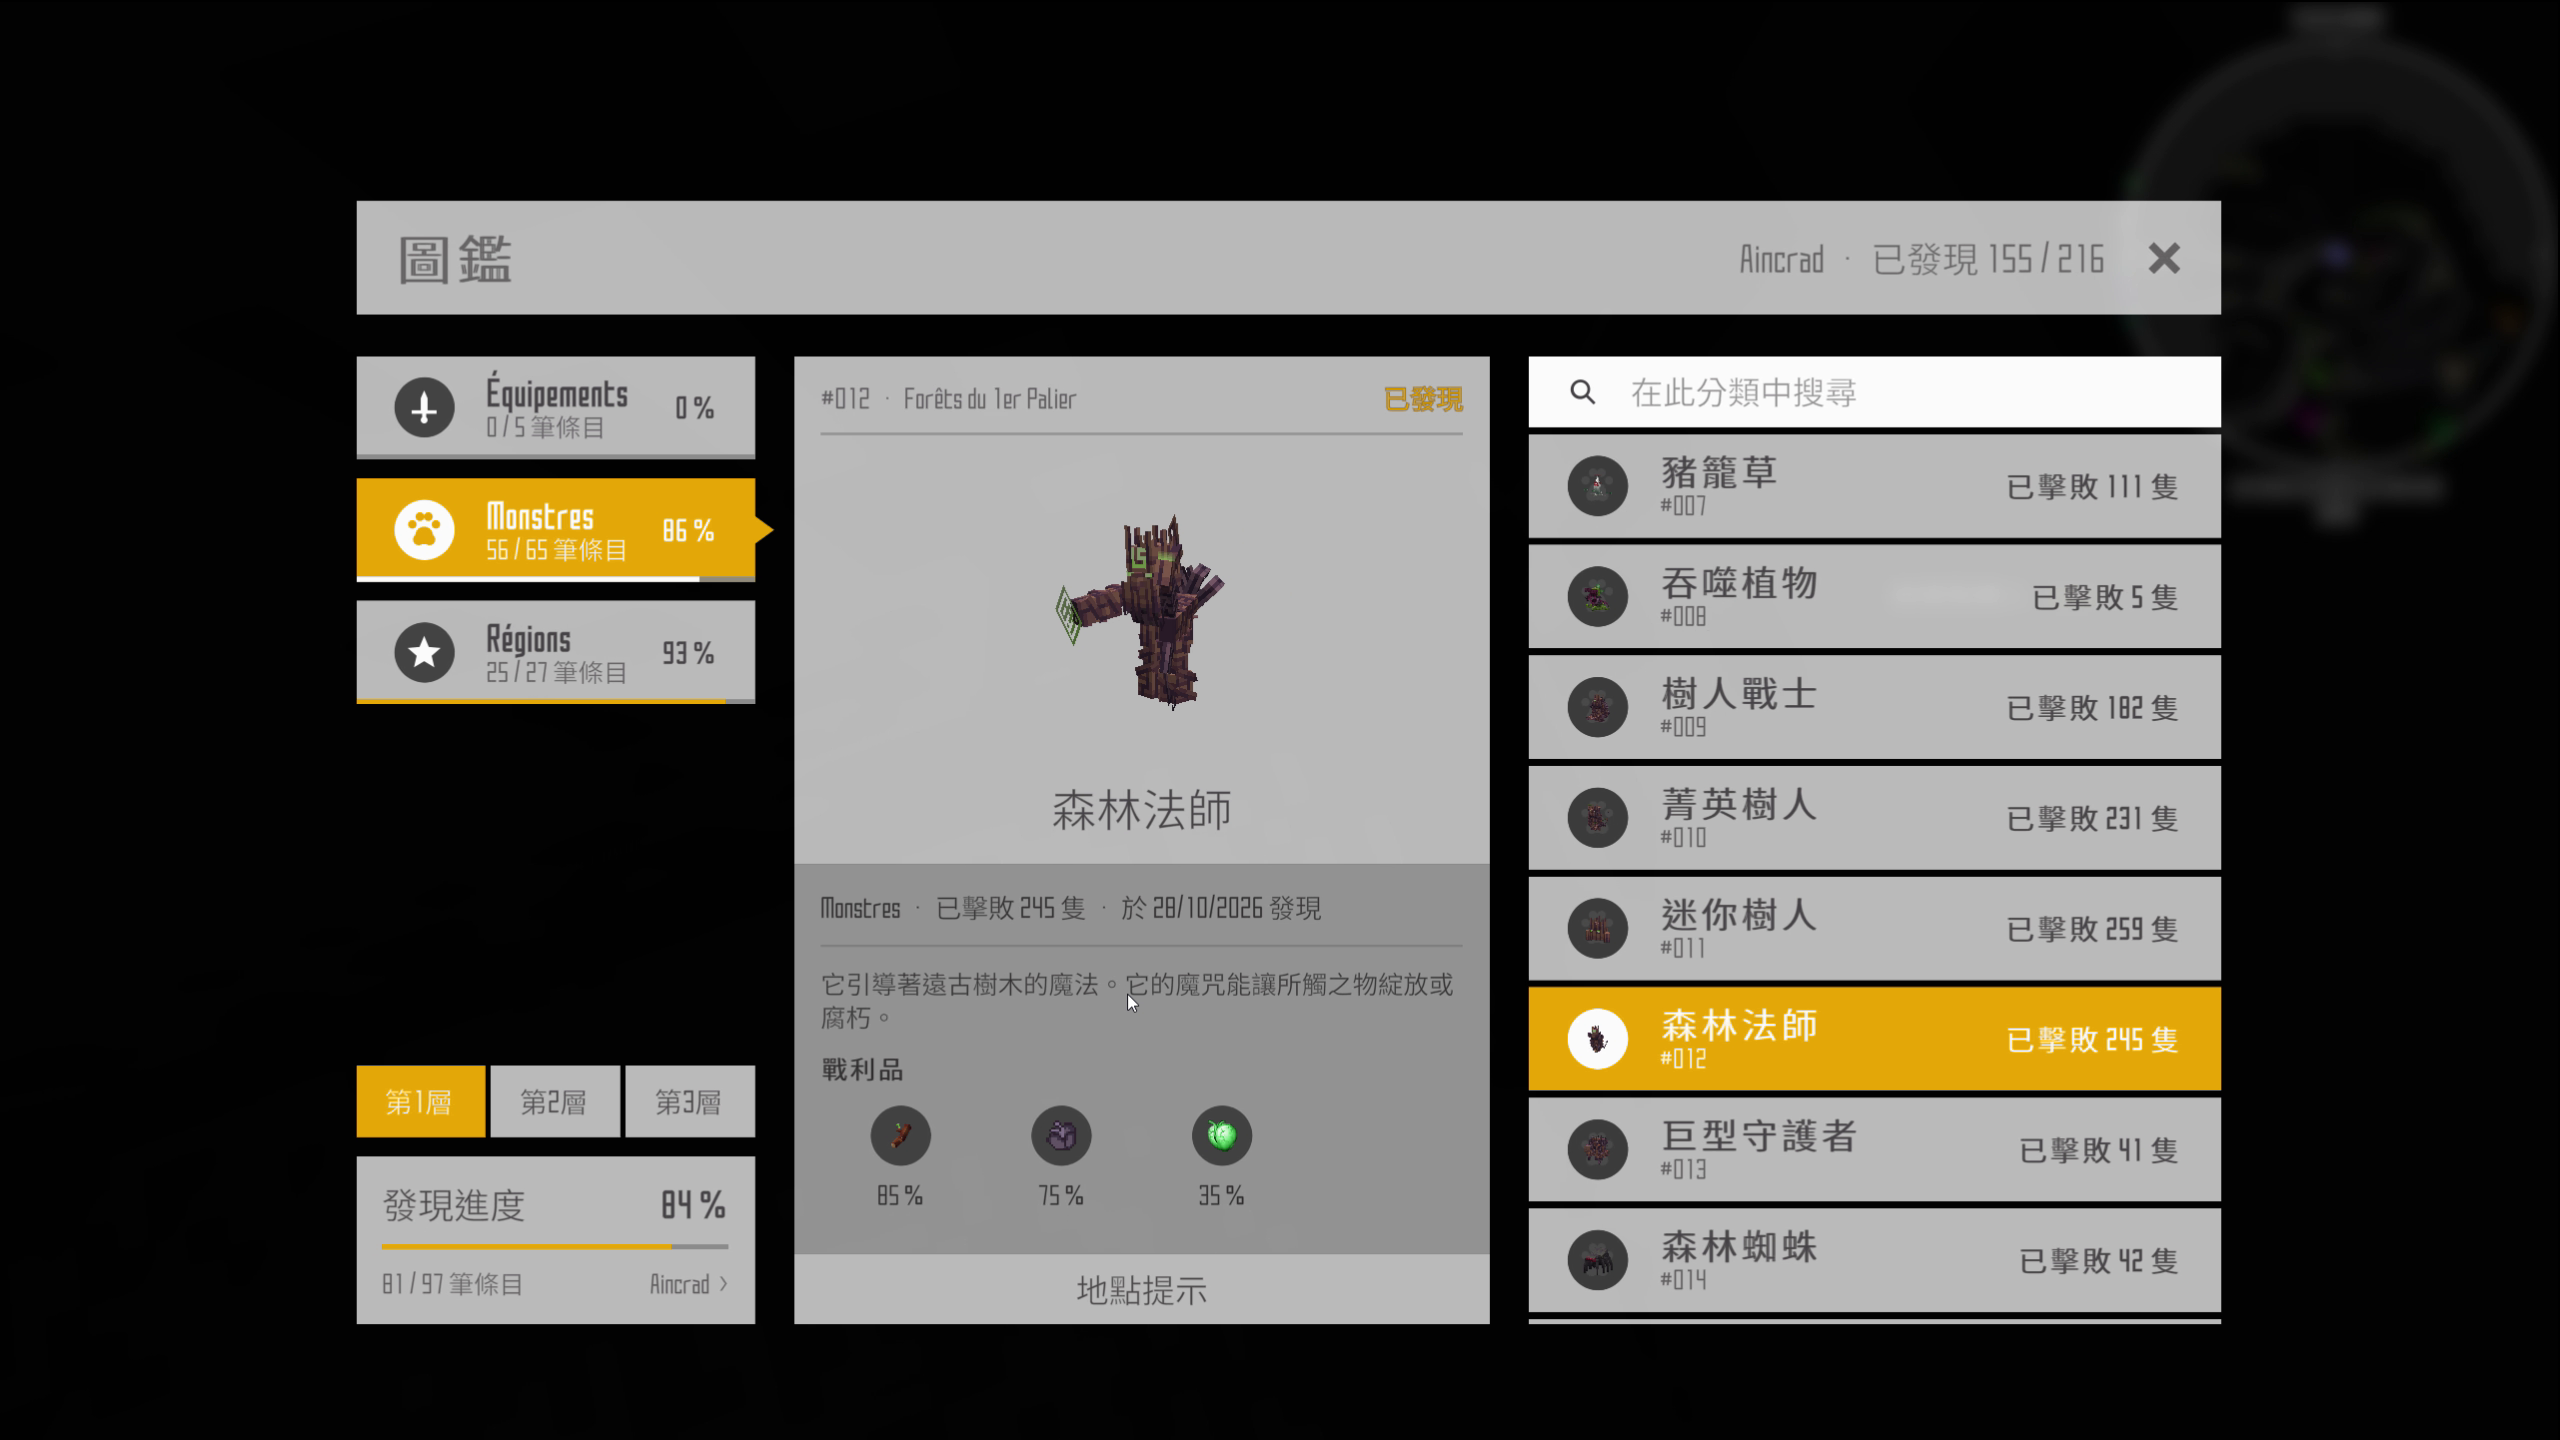 圖鑑
Aincrad · 已發現 155 / 216
Équipements
0 / 5 筆條目
0 %
Monstres
56 / 65 筆條目
86 %
Régions
25 / 27 筆條目
93 %
第1層
第2層
第3層
發現進度
84 %
81 / 97 筆條目
Aincrad >
#012 · Forêts du 1er Palier
已發現
森林法師
Monstres · 已擊敗 245 隻 · 於 28/10/2026 發現
它引導著遠古樹木的魔法。它的魔咒能讓所觸之物綻放或
腐朽。
戰利品
85 %
75 %
35 %
地點提示
在此分類中搜尋
豬籠草
#007
已擊敗 111 隻
吞噬植物
#008
已擊敗 5 隻
樹人戰士
#009
已擊敗 182 隻
菁英樹人
#010
已擊敗 231 隻
迷你樹人
#011
已擊敗 259 隻
森林法師
#012
已擊敗 245 隻
巨型守護者
#013
已擊敗 41 隻
森林蜘蛛
#014
已擊敗 42 隻